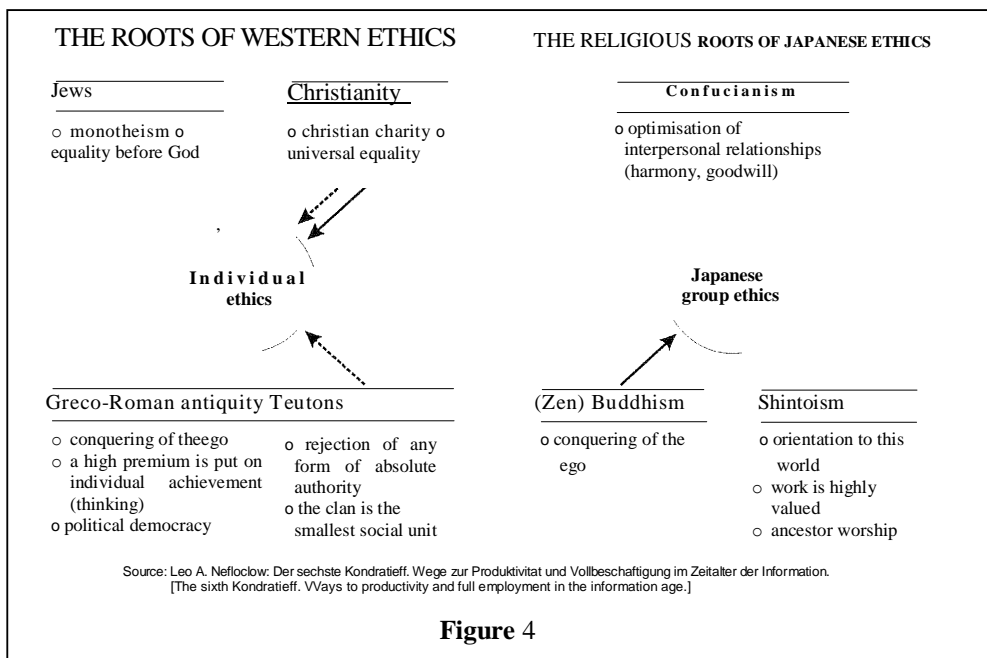 THE ROOTS OF WESTERN ETHICS
Jews
o monotheism o
equality before God
Christianity
o christian charity o
universal equality
Individual
ethics
Greco-Roman antiquity Teutons
o conquering of theego
o a high premium is put on
individual achievement
(thinking)
o political democracy
o rejection of any
form of absolute
authority
o the clan is the
smallest social unit
THE RELIGIOUS ROOTS OF JAPANESE ETHICS
Confucianism
o optimisation of
interpersonal relationships
(harmony, goodwill)
Japanese
group ethics
(Zen) Buddhism
o conquering of the
ego
Shintoism
o orientation to this
world
o work is highly
valued
o ancestor worship
Source: Leo A. Nefloclow: Der sechste Kondratieff. Wege zur Produktivitat und Vollbeschaftigung im Zeitalter der Information.
[The sixth Kondratieff. VVays to productivity and full employment in the information age.]
Figure 4